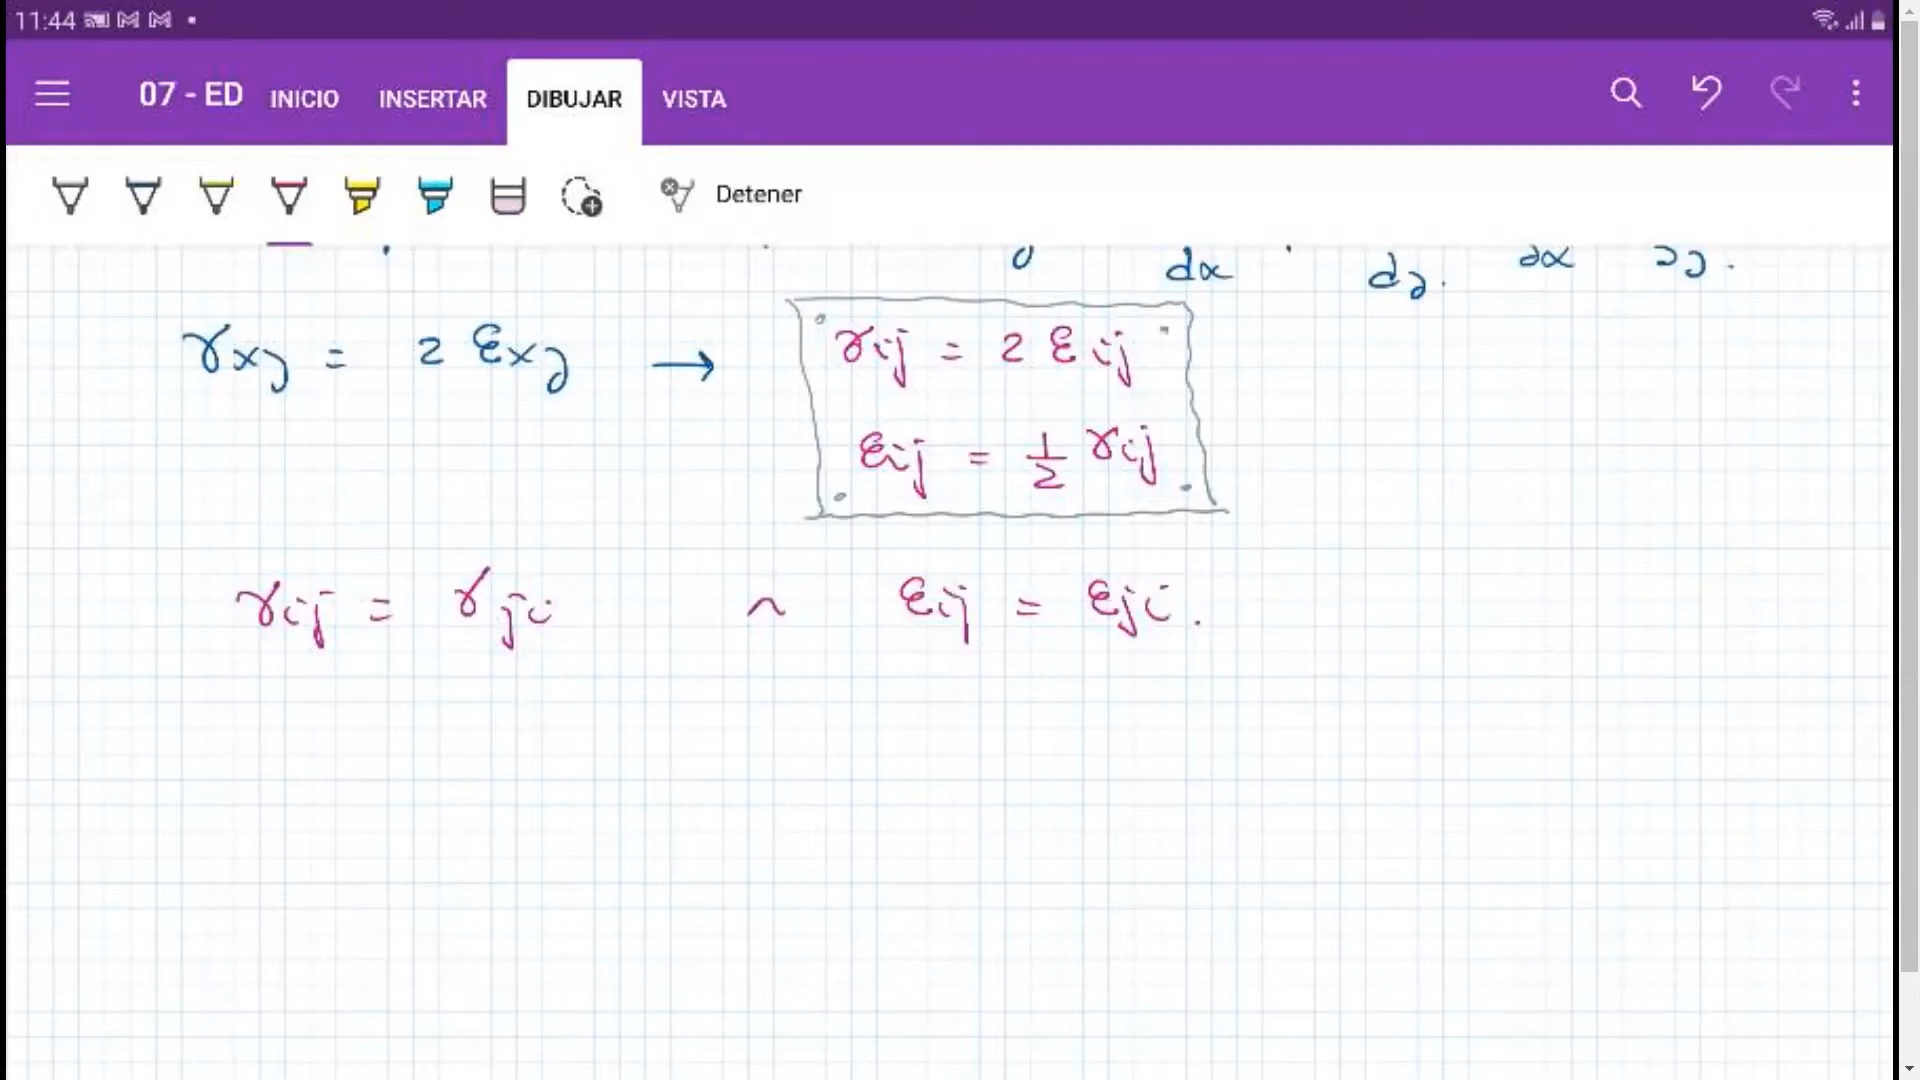 11:44
07 - ED INICIO INSERTAR DIBUJAR VISTA
Detener
dx ∂x
γxy = 2 εxy → γij = 2 εij
εij = 1/2 γij
γij = γji ∧ εij = εji.